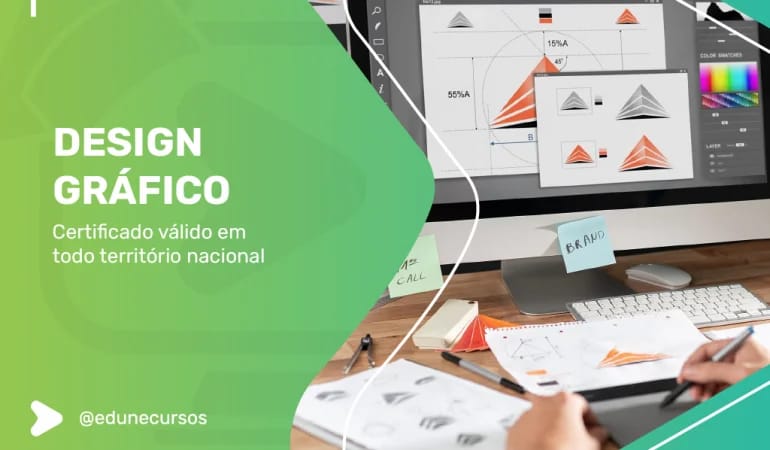 DESIGN
GRÁFICO
Certificado válido em
todo território nacional
@edunecursos
15%A
45°
55%A
B
COLOR SWATCHES
LAYER
BRAND
CALL